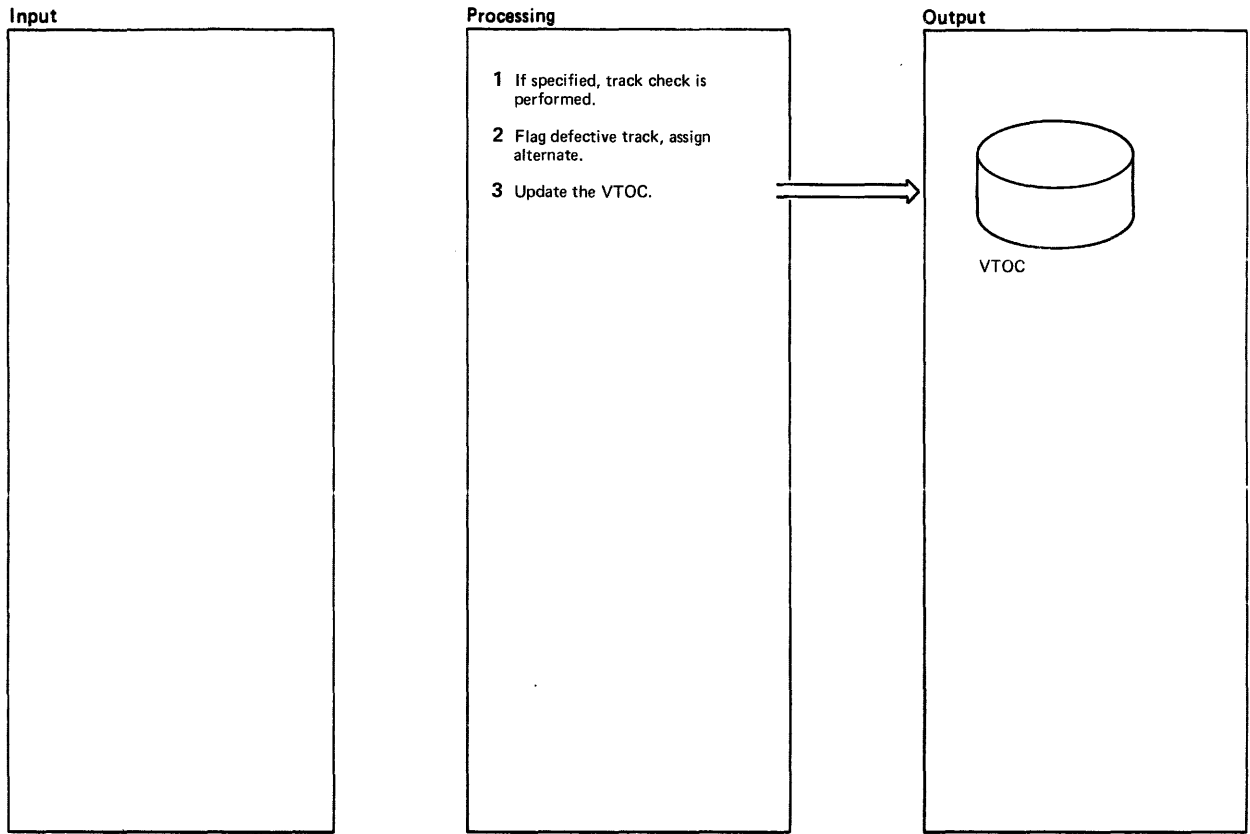 Input
Processing
Output
1 If specified, track check is
performed.
2 Flag defective track, assign
alternate.
3 Update the VTOC.
VTOC